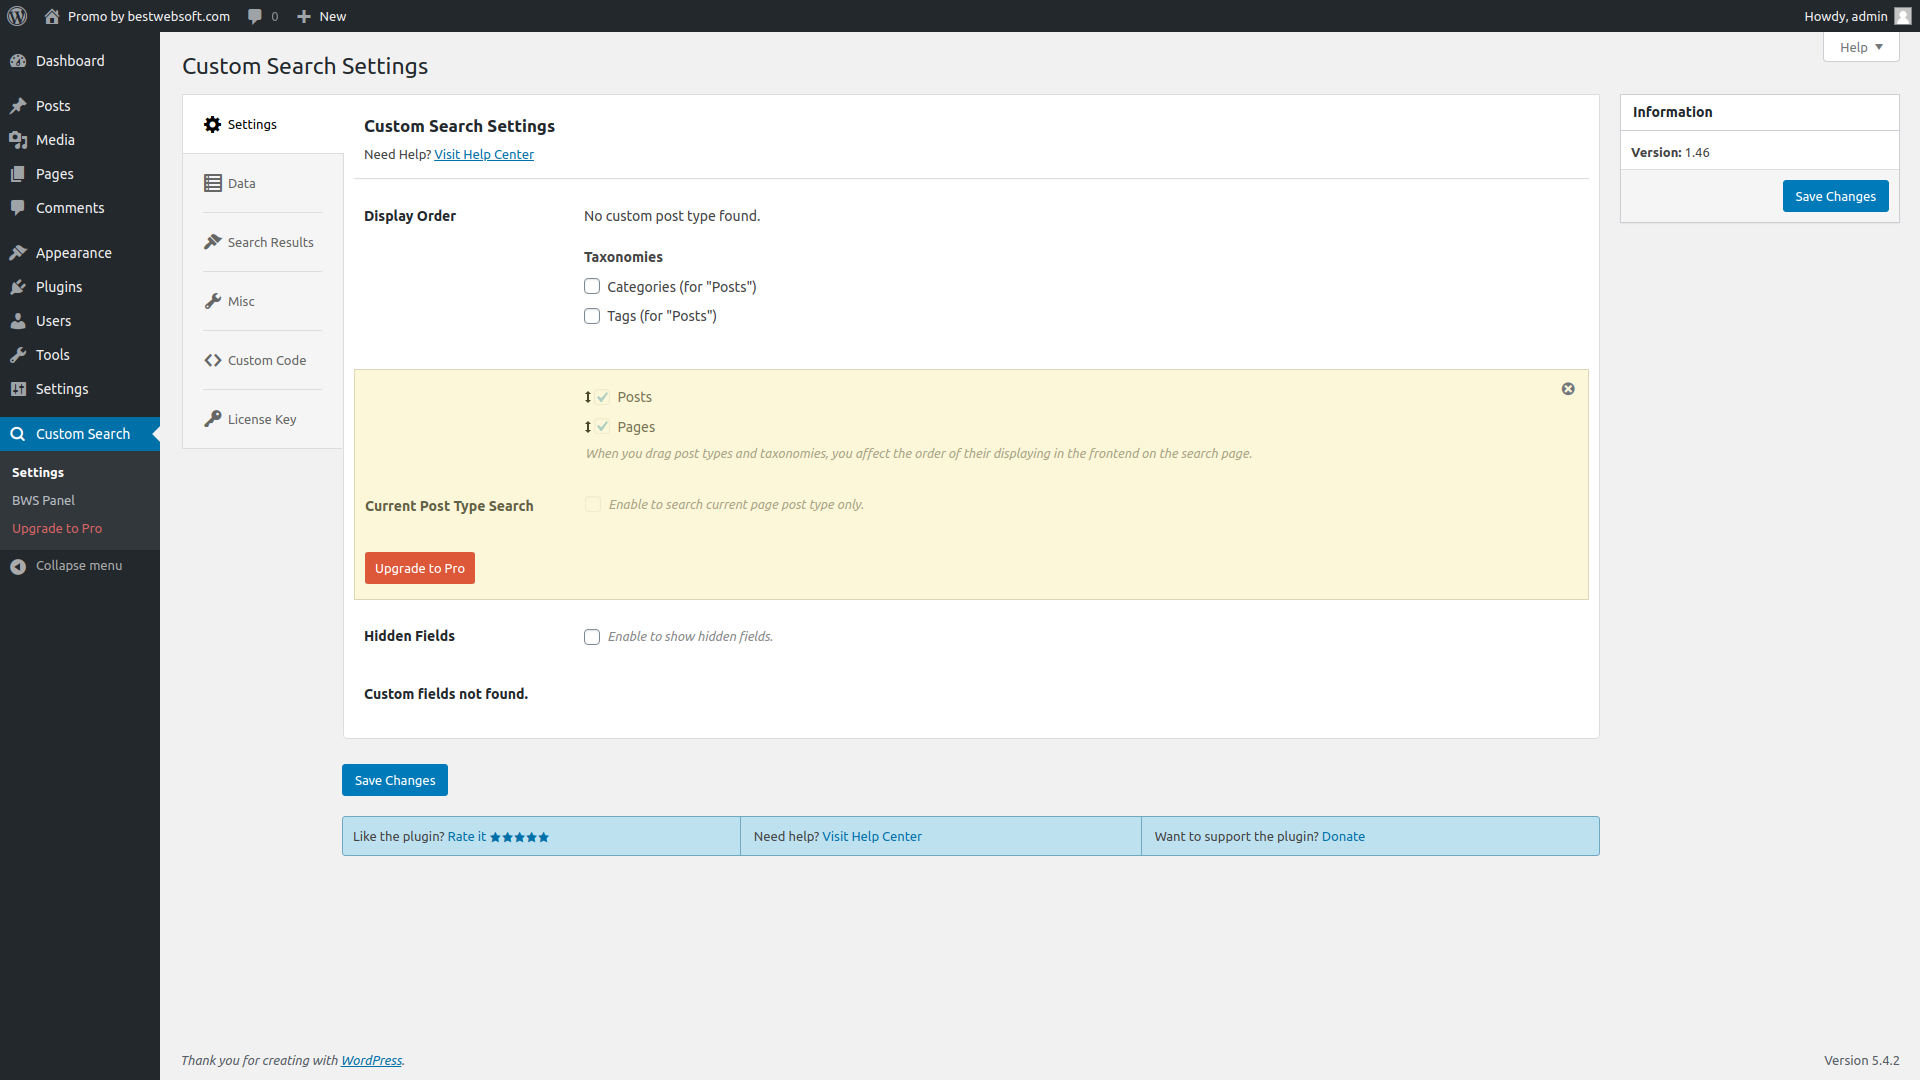 Promo by bestwebsoft.com 0 New Howdy, admin
Help
Dashboard
Posts
Media
Pages
Comments
Appearance
Plugins
Users
Tools
Settings
Custom Search
Settings
BWS Panel
Upgrade to Pro
Collapse menu
Custom Search Settings
Settings
Data
Search Results
Misc
Custom Code
License Key
Custom Search Settings
Need Help? Visit Help Center
Display Order
No custom post type found.
Taxonomies
Categories (for "Posts")
Tags (for "Posts")
Posts
Pages
When you drag post types and taxonomies, you affect the order of their displaying in the frontend on the search page.
Current Post Type Search
Enable to search current page post type only.
Upgrade to Pro
Hidden Fields
Enable to show hidden fields.
Custom fields not found.
Save Changes
Like the plugin? Rate it
Need help? Visit Help Center
Want to support the plugin? Donate
Information
Version: 1.46
Save Changes
Thank you for creating with WordPress.
Version 5.4.2